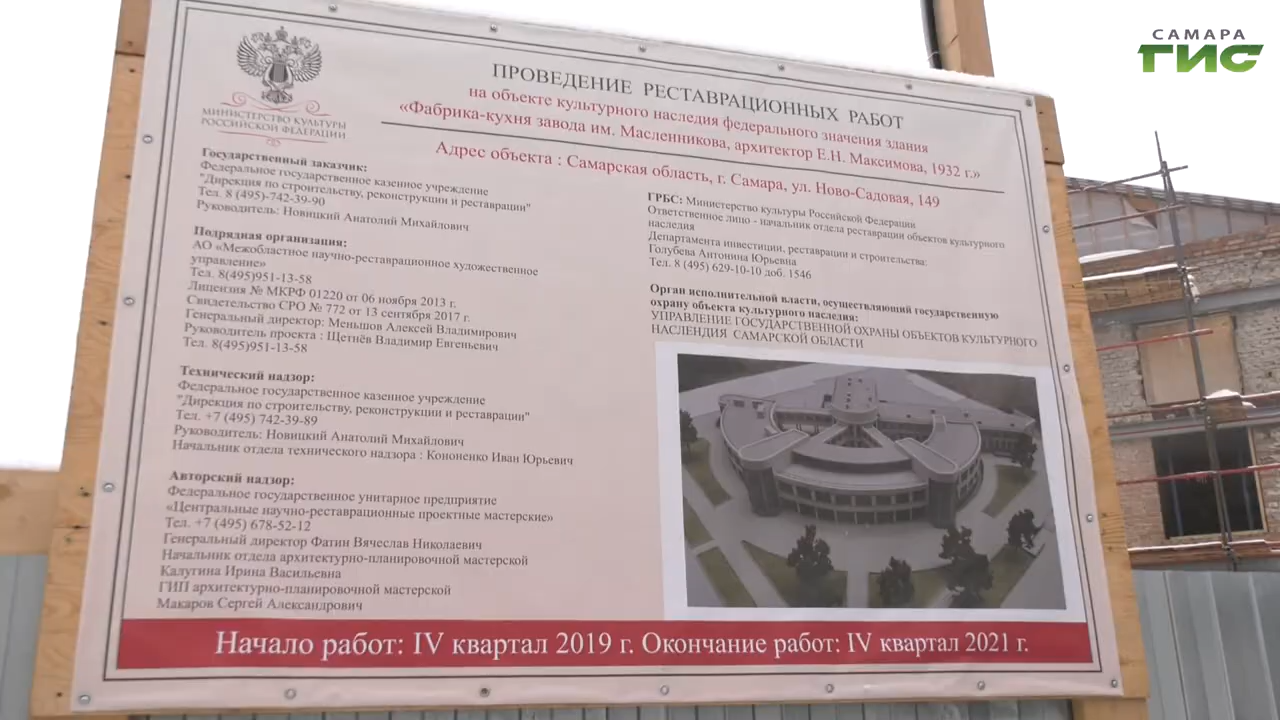 САМАРА
ГИС
МИНИСТЕРСТВО КУЛЬТУРЫ
РОССИЙСКОЙ ФЕДЕРАЦИИ
ПРОВЕДЕНИЕ РЕСТАВРАЦИОННЫХ РАБОТ
на объекте культурного наследия федерального значения здания
«Фабрика-кухня завода им. Масленникова, архитектор Е.Н. Максимова, 1932 г.»
Адрес объекта : Самарская область, г. Самара, ул. Ново-Садовая, 149
Государственный заказчик:
Федеральное государственное казенное учреждение
"Дирекция по строительству, реконструкции и реставрации"
Тел. 8 (495)-742-39-90
Руководитель: Новицкий Анатолий Михайлович
Подрядная организация:
АО «Межобластное научно-реставрационное художественное
управление»
Тел. 8(495)951-13-58
Лицензия № МКРФ 01220 от 06 ноября 2013 г.
Свидетельство СРО № 772 от 13 сентября 2017 г.
Генеральный директор: Меньшов Алексей Владимирович
Руководитель проекта : Щетнёв Владимир Евгеньевич
Тел. 8(495)951-13-58
Технический надзор:
Федеральное государственное казенное учреждение
"Дирекция по строительству, реконструкции и реставрации"
Тел. +7 (495) 742-39-89
Руководитель: Новицкий Анатолий Михайлович
Начальник отдела технического надзора : Кононенко Иван Юрьевич
Авторский надзор:
Федеральное государственное унитарное предприятие
«Центральные научно-реставрационные проектные мастерские»
Тел. +7 (495) 678-52-12
Генеральный директор Фатин Вячеслав Николаевич
Начальник отдела архитектурно-планировочной мастерской
Калугина Ирина Васильевна
ГИП архитектурно-планировочной мастерской
Макаров Сергей Александрович
ГРБС: Министерство культуры Российской Федерации
Ответственное лицо - начальник отдела реставрации объектов культурного
наследия
Департамента инвестиции, реставрации и строительства:
Голубева Антонина Юрьевна
Тел. 8 (495) 629-10-10 доб. 1546
Орган исполнительной власти, осуществляющий государственную
охрану объекта культурного наследия:
УПРАВЛЕНИЕ ГОСУДАРСТВЕННОЙ ОХРАНЫ ОБЪЕКТОВ КУЛЬТУРНОГО
НАСЛЕНДИЯ САМАРСКОЙ ОБЛАСТИ
Начало работ: IV квартал 2019 г. Окончание работ: IV квартал 2021 г.